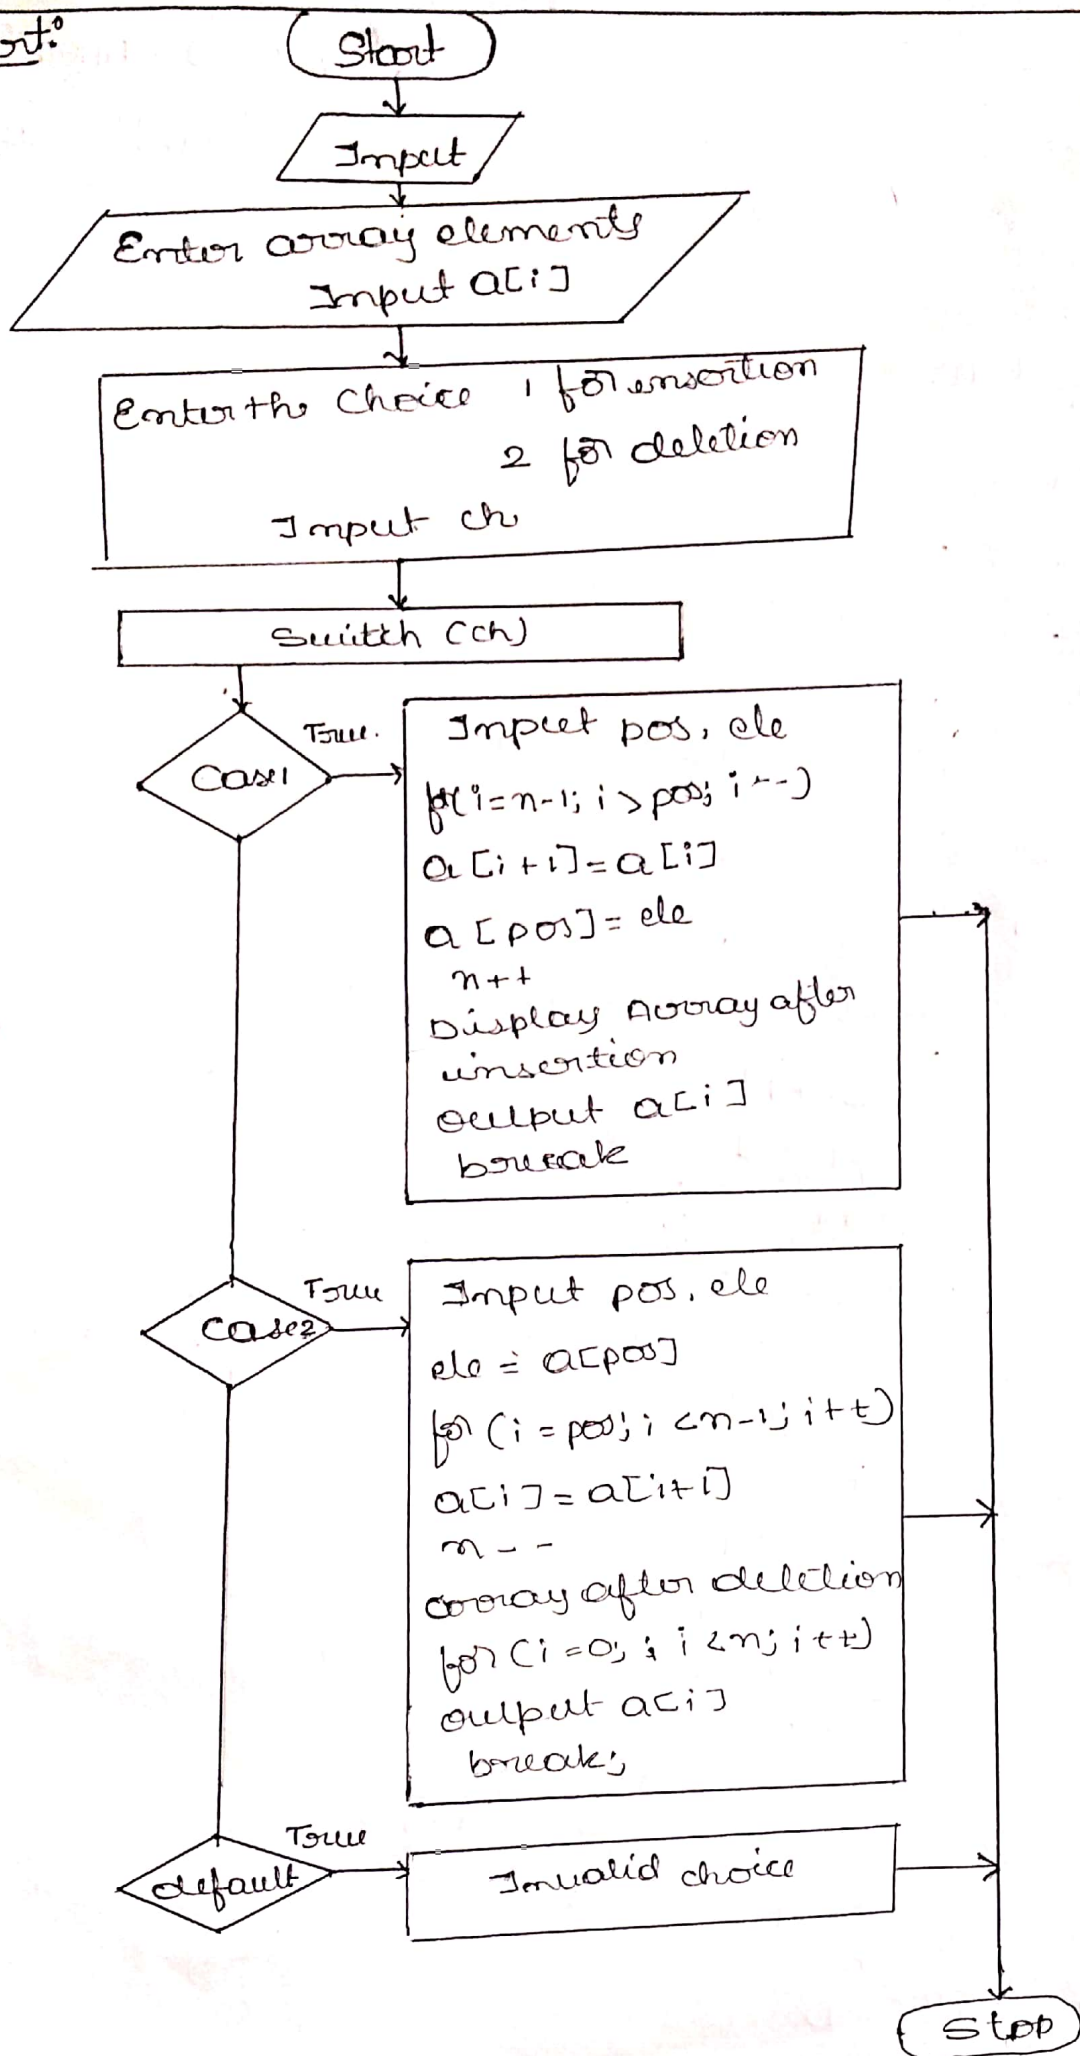 ort:
Start
Input
Enter array elements
Input a[i]
Enter the Choice 1 for insertion
2 for deletion
Input ch
Switch (ch)
Case1
True.
Input pos, ele
for(i=n-1; i>pos; i--)
a[i+1]=a[i]
a[pos]=ele
n++
Display Array after
insertion
output a[i]
break
Case2
True
Input pos, ele
ele = a[pos]
for (i=pos; i<n-1; i++)
a[i]=a[i+1]
n--
array after deletion
for (i=0; i<n; i++)
output a[i]
break;
default
True
Invalid choice
Stop